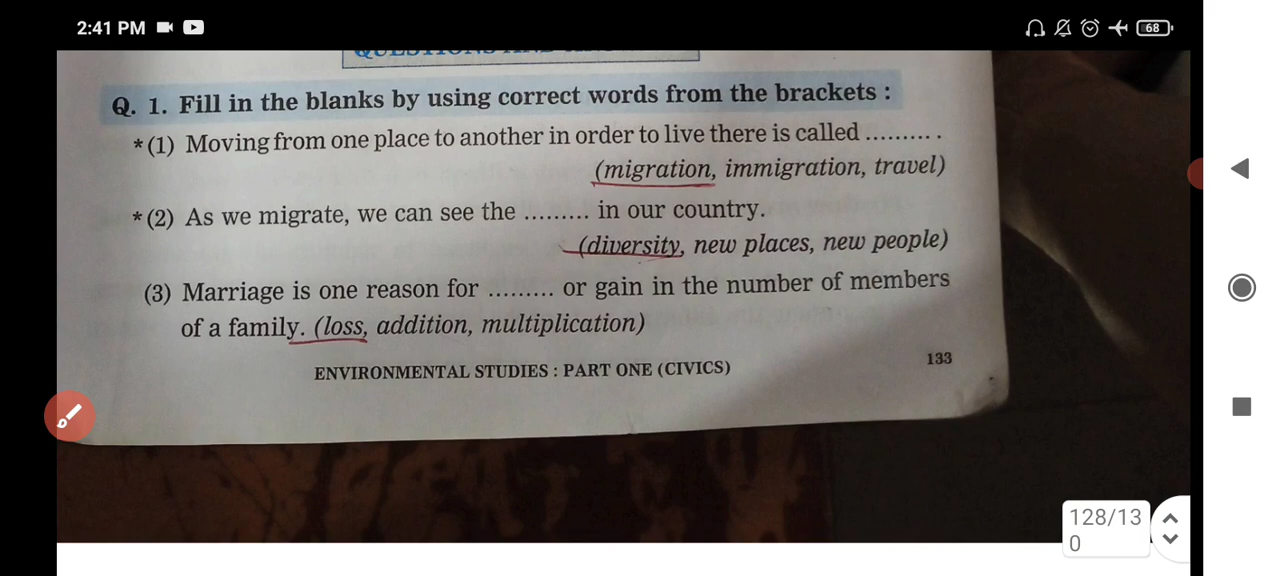 2:41 PM
68
Q. 1. Fill in the blanks by using correct words from the brackets :
*(1) Moving from one place to another in order to live there is called ......... .
(migration, immigration, travel)
*(2) As we migrate, we can see the ......... in our country.
(diversity, new places, new people)
(3) Marriage is one reason for ......... or gain in the number of members
of a family. (loss, addition, multiplication)
ENVIRONMENTAL STUDIES : PART ONE (CIVICS)
133
128/13
0